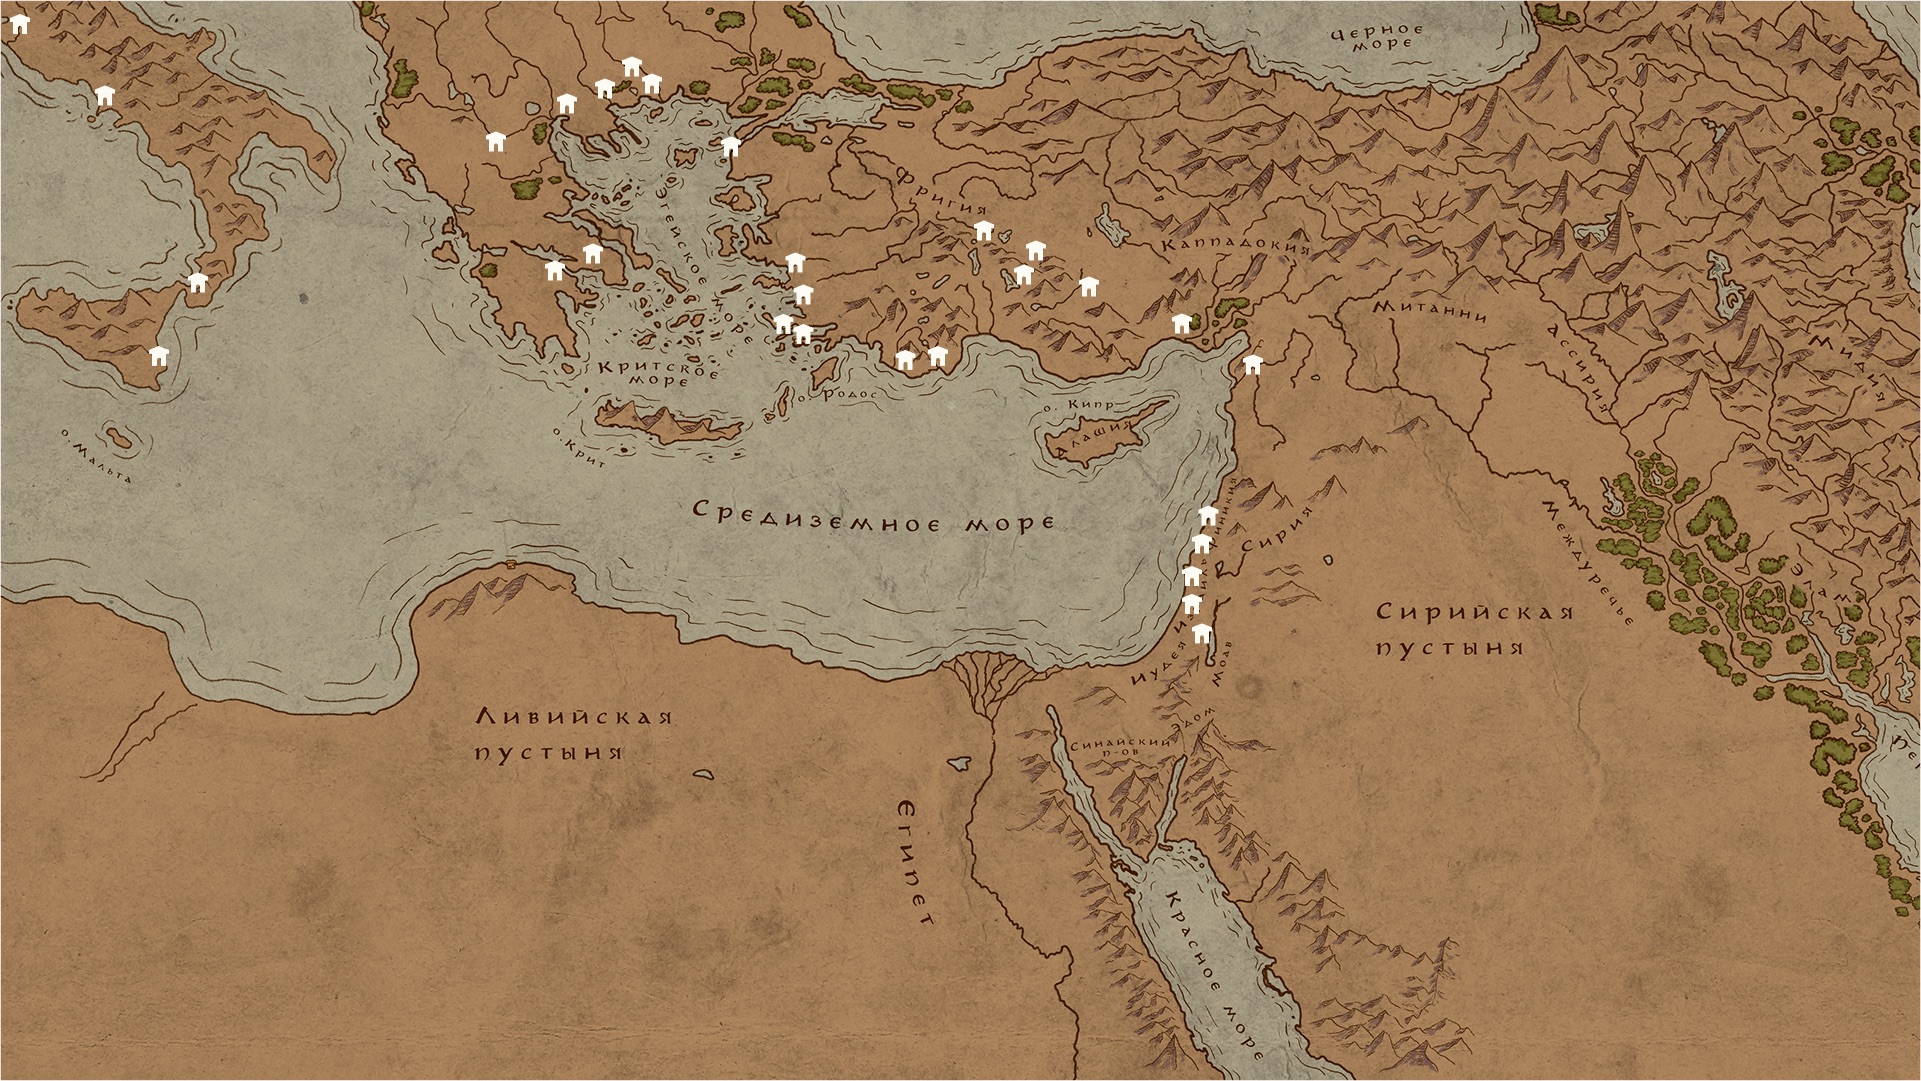 Черное
море
Фригия
Эгейское море
Каппадокия
Митанни
Ассирия
Мидия
Критское
море
о. Родос
о. Кипр
Алашия
о. Мальта
о. Крит
Средиземное море
Сирия
Междуречье
Элам
Сирийская
пустыня
Иудея
Моав
Ливийская
пустыня
Эдом
Синайский
п-ов
Египет
Красное море